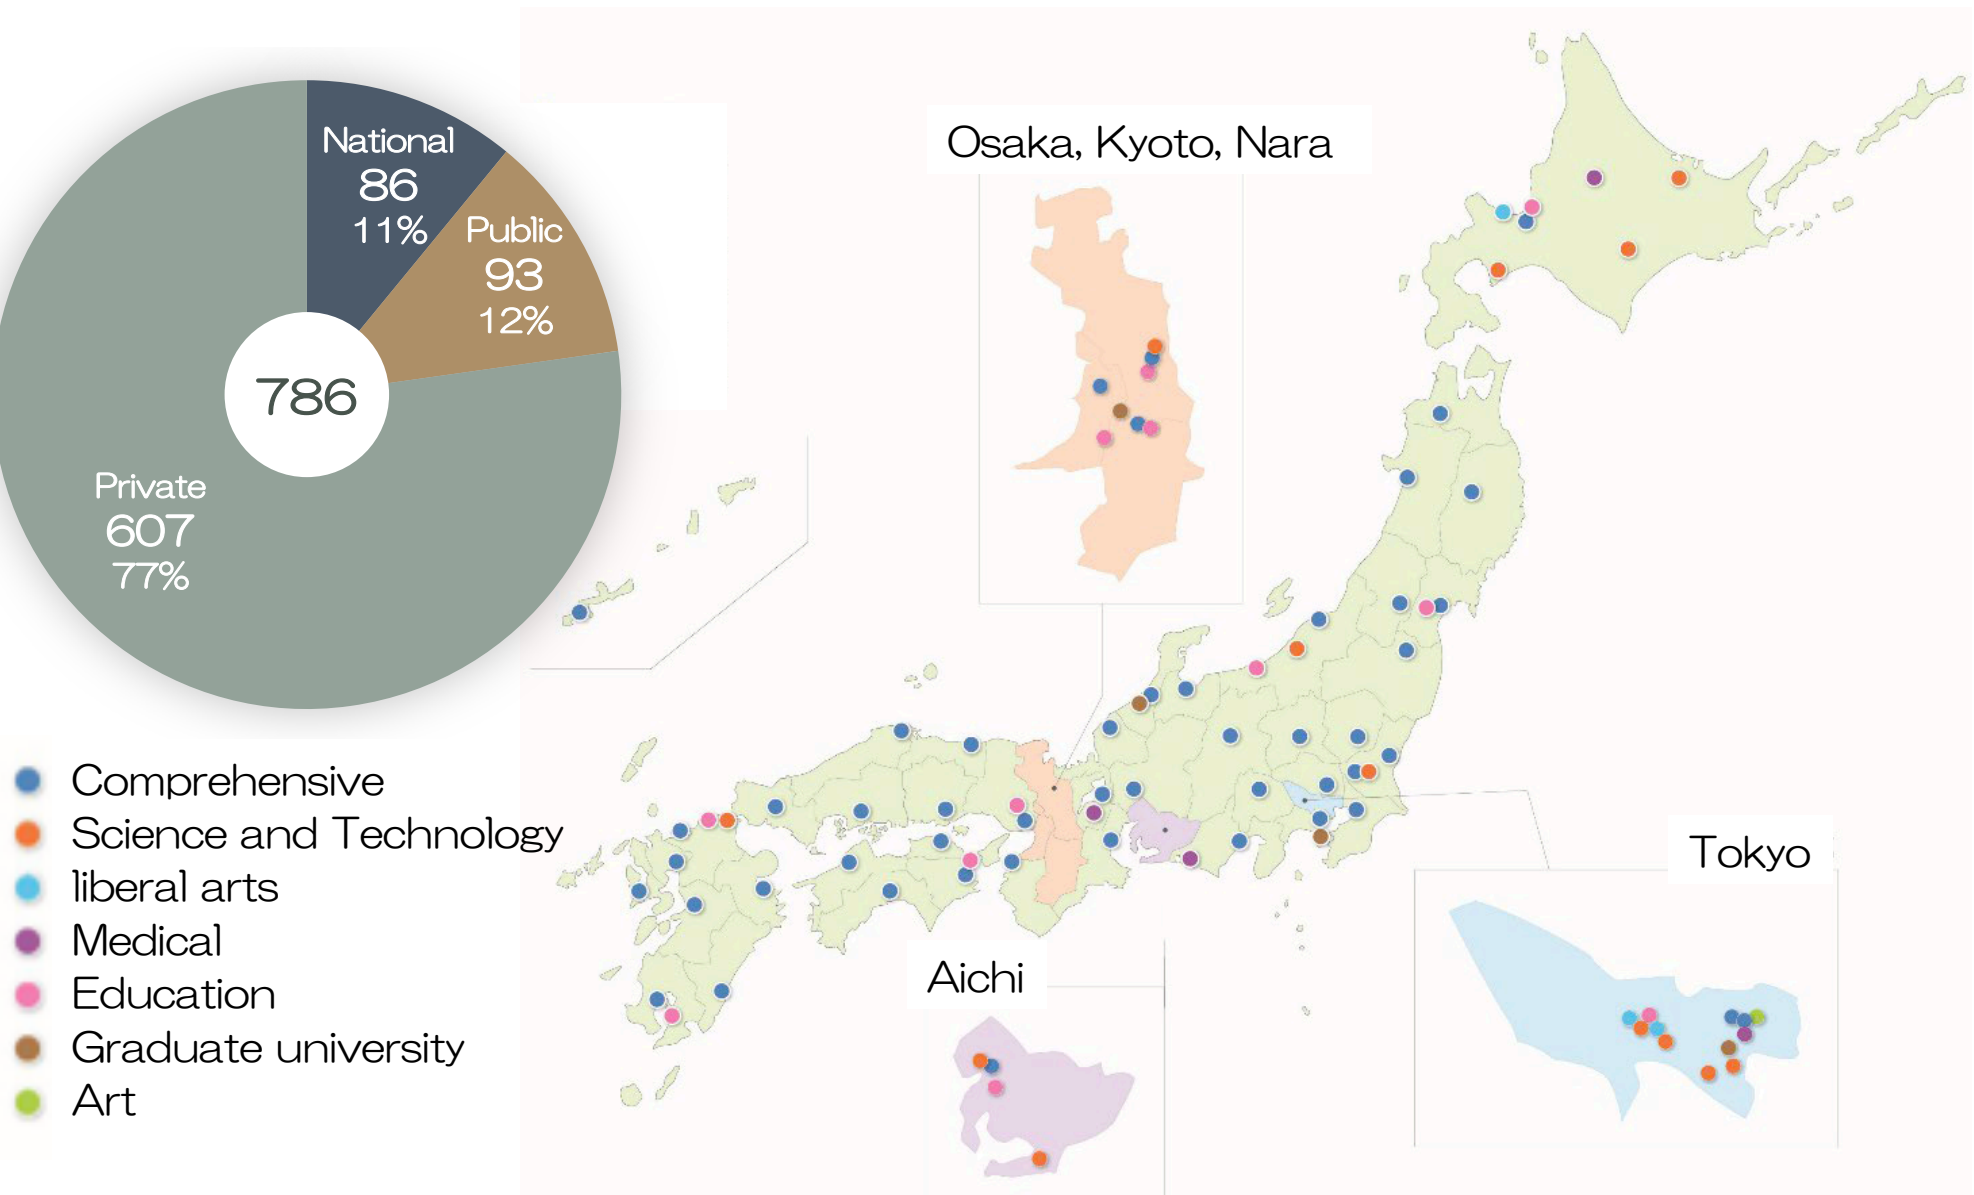 National
86
11%
Public
93
12%
786
Private
607
77%
Comprehensive
Science and Technology
liberal arts
Medical
Education
Graduate university
Art
Osaka, Kyoto, Nara
Aichi
Tokyo